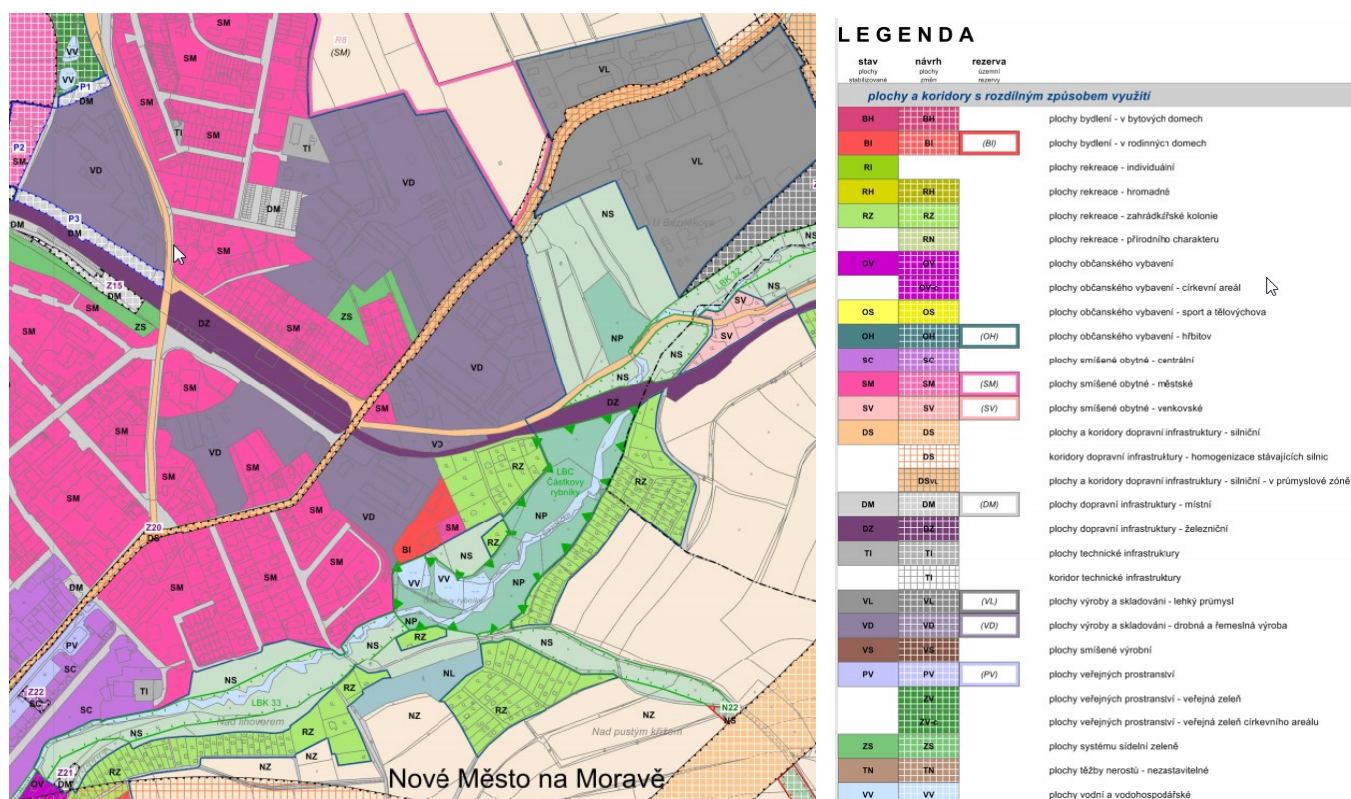 SM
R8
(SM)
VV
SM
VL
VV
P1
DM
SM
SM
TI
SM
TI
P2
SM
VD
VD
VL
DM
NS
P3
DM
DM
SM
U Bezděkova
NS
Z15
DM
LBK 32
NS
SM
SV
ZS
ZS
DZ
SM
NP
SV
SM
NS
VD
NS
SM
SM
DZ
VD
SM
VD
SM
RZ
LBC
Částkovy
rybníky
RZ
SM
SM
VD
NP
Z20
DS
SM
RZ
BI
NS
SM
SM
VV
VV
NP
DM
SM
NP
RZ
PV
NS
NS
SC
NL
Z22
SC
TI
RZ
SC
LBK 33
NZ
RZ
N22
NZ
NS
NS
RZ
Nad pustým křížem
NZ
NZ
Z21
RZ
OV
DM
Nové Město na Moravě
LEGENDA
stav návrh rezerva
plochy plochy územní
stabilizované změn rezervy
plochy a koridory s rozdílným způsobem využití
BH BH plochy bydlení - v bytových domech
BI BI (BI) plochy bydlení - v rodinných domech
RI plochy rekreace - individuální
RH RH plochy rekreace - hromadné
RZ RZ plochy rekreace - zahrádkářské kolonie
RN plochy rekreace - přírodního charakteru
OV OV plochy občanského vybavení
OV-c plochy občanského vybavení - církevní areál
OS OS plochy občanského vybavení - sport a tělovýchova
OH OH (OH) plochy občanského vybavení - hřbitov
SC SC plochy smíšené obytné - centrální
SM SM (SM) plochy smíšené obytné - městské
SV SV (SV) plochy smíšené obytné - venkovské
DS DS plochy a koridory dopravní infrastruktury - silniční
DS koridory dopravní infrastruktury - homogenizace stávajících silnic
DSVL plochy a koridory dopravní infrastruktury - silniční - v průmyslové zóně
DM DM (DM) plochy dopravní infrastruktury - místní
DZ DZ plochy dopravní infrastruktury - železniční
TI TI plochy technické infrastruktury
TI koridor technické infrastruktury
VL VL (VL) plochy výroby a skladování - lehký průmysl
VD VD (VD) plochy výroby a skladování - drobná a řemeslná výroba
VS VS plochy smíšené výrobní
PV PV (PV) plochy veřejných prostranství
ZV plochy veřejných prostranství - veřejná zeleň
ZV-c plochy veřejných prostranství - veřejná zeleň církevního areálu
ZS ZS plochy systému sídelní zeleně
TN TN plochy těžby nerostů - nezastavitelné
VV VV plochy vodní a vodohospodářské